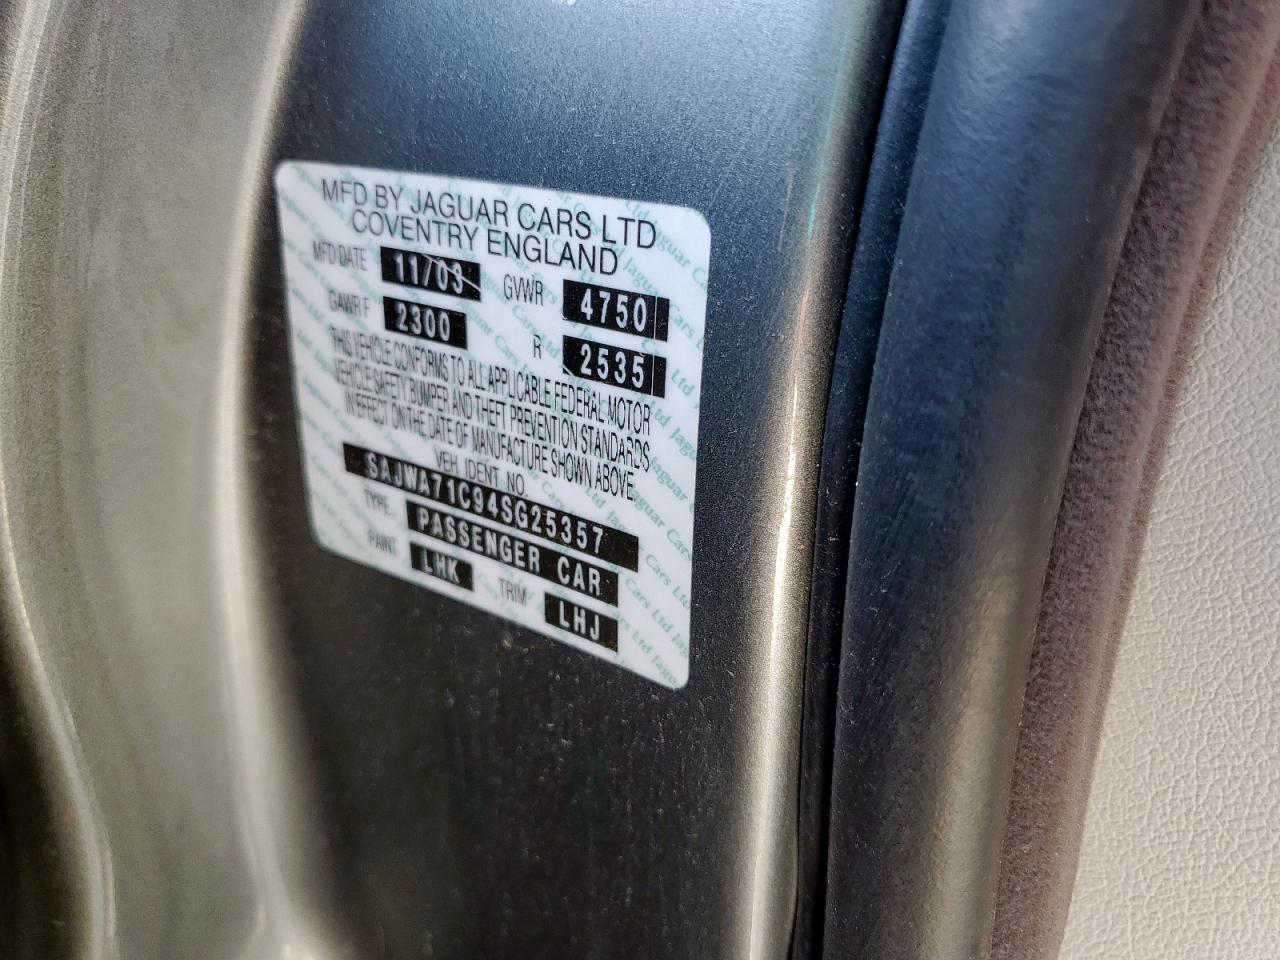 MFD BY JAGUAR CARS LTD
COVENTRY ENGLAND
MFD DATE 11/03 GVWR 4750
GAWR F 2300 R 2535
THIS VEHICLE CONFORMS TO ALL APPLICABLE FEDERAL MOTOR
VEHICLE SAFETY BUMPER AND THEFT PREVENTION STANDARDS
IN EFFECT ON THE DATE OF MANUFACTURE SHOWN ABOVE
VEH IDENT NO.
SAJWA71C94SG25357
TYPE PASSENGER CAR
PAINT LHK TRIM LHJ